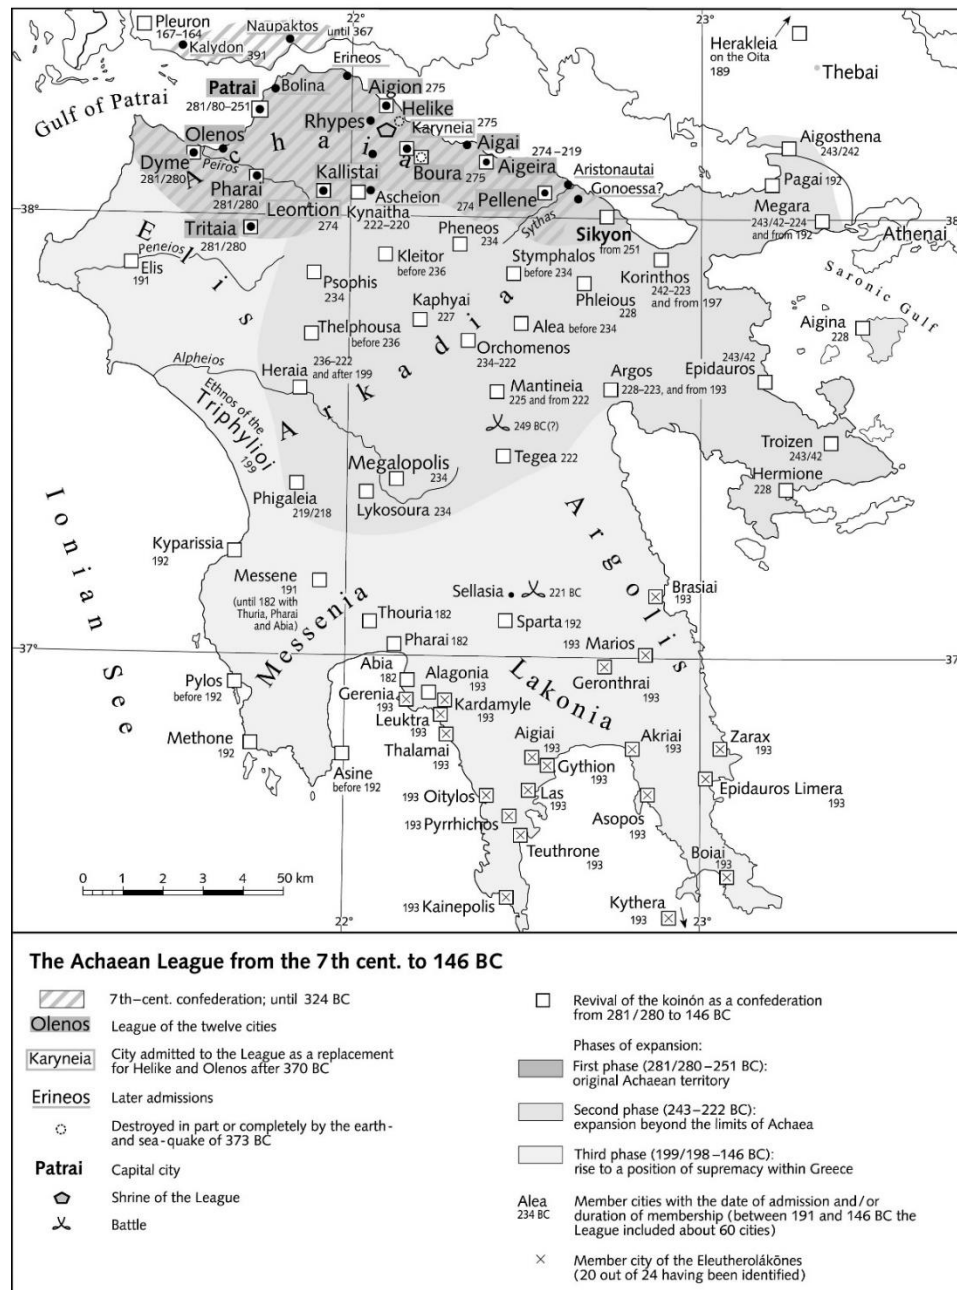 22°
23°
Pleuron
167–164
Naupaktos
until 367
Kalydon 391
Herakleia
on the Oita
189
Thebai
Erineos
Gulf of Patrai
Patrai
281/80–251
Bolina
Aigion 275
Helike
Rhypes
Karyneia 275
Achaia
Aigai
Aigosthena
243/242
Olenos
Dyme
281/280
Peiros
Kallistai
Boura 275
274–219
Aigeira
Aristonautai
Gonoessa?
Pagai 192
Pharai
281/280
Leontion
274
Ascheion
Kynaitha
222–220
274 Pellene
Megara
243/42–224
and from 192
38°
38°
Athenai
Tritaia
281/280
Sythas
Pheneos
234
Sikyon
from 251
Elis
Peneios
Elis
191
Kleitor
before 236
Stymphalos
before 234
Korinthos
242–223
and from 197
Saronic Gulf
Psophis
234
Phleious
228
Kaphyai
227
Thelphousa
before 236
Alea before 234
Aigina
228
Orchomenos
234–222
Arkadia
Alpheios
236–222
and after 199
Heraia
243/42
Epidauros
Mantineia
225 and from 222
Argos
228–223, and from 193
Ethnos of the
Triphylioi
199
249 BC(?)
Troizen
243/42
Tegea 222
Megalopolis
234
Hermione
228
Phigaleia
219/218
Lykosoura 234
Ionian See
Argolis
Kyparissia
192
Messene
191
(until 182 with
Thuria, Pharai
and Abia)
Messenia
Sellasia
221 BC
Brasiai
193
Thouria 182
Sparta 192
Pharai 182
193 Marios
37°
37
Lakonia
Geronthrai
193
Abia
182
Alagonia
193
Pylos
before 192
Gerenia
193
Kardamyle
193
Leuktra
193
Methone
192
Thalamai
193
Aigiai
193
Akriai
193
Zarax
193
Asine
before 192
Gythion
193
Epidauros Limera
193
193 Oitylos
Las
193
Asopos
193
193 Pyrrhichos
Teuthrone
193
Boiai
193
0 1 2 3 4 50 km
193 Kainepolis
Kythera
193
22°
23°
The Achaean League from the 7th cent. to 146 BC
7th–cent. confederation; until 324 BC
Olenos
League of the twelve cities
Karyneia
City admitted to the League as a replacement
for Helike and Olenos after 370 BC
Erineos
Later admissions
Destroyed in part or completely by the earth-
and sea-quake of 373 BC
Patrai
Capital city
Shrine of the League
Battle
Revival of the koinón as a confederation
from 281/280 to 146 BC
Phases of expansion:
First phase (281/280–251 BC):
original Achaean territory
Second phase (243–222 BC):
expansion beyond the limits of Achaea
Third phase (199/198–146 BC):
rise to a position of supremacy within Greece
Alea
234 BC
Member cities with the date of admission and/or
duration of membership (between 191 and 146 BC the
League included about 60 cities)
Member city of the Eleutherolákōnes
(20 out of 24 having been identified)